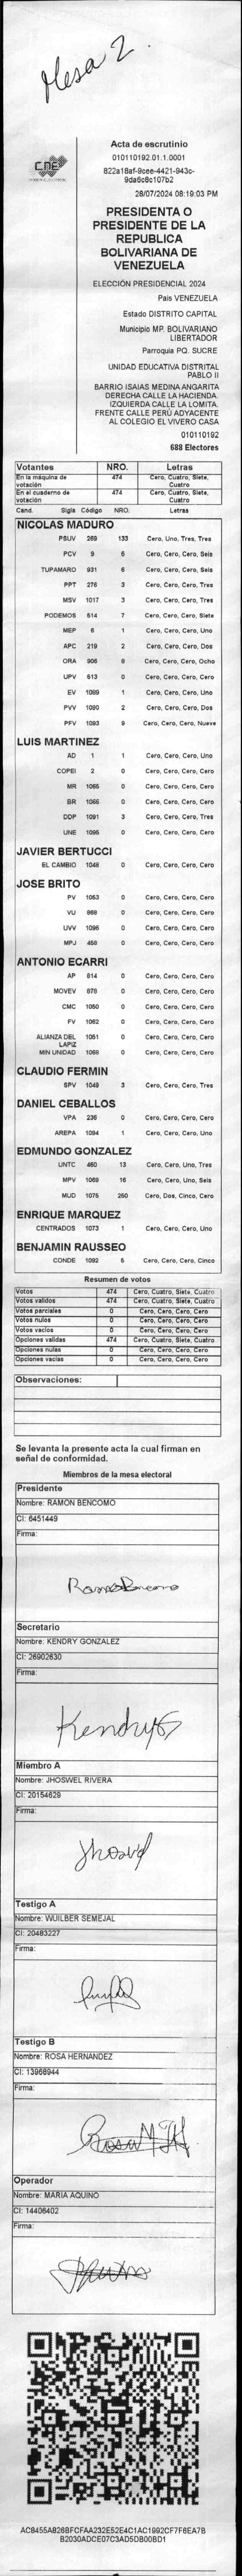 Mesa 2.
Acta de escrutinio
010110192.01.1.0001
822a18af-9cee-4421-943c-
9da6c8c107b2
28/07/2024 08:19:03 PM
CNE
PRESIDENTA O
PRESIDENTE DE LA
REPUBLICA
BOLIVARIANA DE
VENEZUELA
ELECCIÓN PRESIDENCIAL 2024
Pais VENEZUELA
Estado DISTRITO CAPITAL
Municipio MP. BOLIVARIANO
LIBERTADOR
Parroquia PQ. SUCRE
UNIDAD EDUCATIVA DISTRITAL
PABLO II
BARRIO ISAIAS MEDINA ANGARITA
DERECHA CALLE LA HACIENDA.
IZQUIERDA CALLE LA LOMITA.
FRENTE CALLE PERÚ ADYACENTE
AL COLEGIO EL VIVERO CASA
010110192
688 Electores
Votantes NRO. Letras
En la máquina de votación 474 Cero, Cuatro, Siete, Cuatro
En el cuaderno de votación 474 Cero, Cuatro, Siete, Cuatro
Cand. Sigla Código NRO. Letras
NICOLAS MADURO
PSUV 269 133 Cero, Uno, Tres, Tres
PCV 9 6 Cero, Cero, Cero, Seis
TUPAMARO 931 6 Cero, Cero, Cero, Seis
PPT 276 3 Cero, Cero, Cero, Tres
MSV 1017 3 Cero, Cero, Cero, Tres
PODEMOS 514 7 Cero, Cero, Cero, Siete
MEP 6 1 Cero, Cero, Cero, Uno
APC 219 2 Cero, Cero, Cero, Dos
ORA 906 8 Cero, Cero, Cero, Ocho
UPV 513 0 Cero, Cero, Cero, Cero
EV 1089 1 Cero, Cero, Cero, Uno
PVV 1090 2 Cero, Cero, Cero, Dos
PFV 1093 9 Cero, Cero, Cero, Nueve
LUIS MARTINEZ
AD 1 1 Cero, Cero, Cero, Uno
COPEI 2 0 Cero, Cero, Cero, Cero
MR 1065 0 Cero, Cero, Cero, Cero
BR 1066 0 Cero, Cero, Cero, Cero
DDP 1091 3 Cero, Cero, Cero, Tres
UNE 1095 0 Cero, Cero, Cero, Cero
JAVIER BERTUCCI
EL CAMBIO 1048 0 Cero, Cero, Cero, Cero
JOSE BRITO
PV 1053 0 Cero, Cero, Cero, Cero
VU 868 0 Cero, Cero, Cero, Cero
UVV 1096 0 Cero, Cero, Cero, Cero
MPJ 458 0 Cero, Cero, Cero, Cero
ANTONIO ECARRI
AP 814 0 Cero, Cero, Cero, Cero
MOVEV 878 0 Cero, Cero, Cero, Cero
CMC 1050 0 Cero, Cero, Cero, Cero
FV 1062 0 Cero, Cero, Cero, Cero
ALIANZA DEL LAPIZ 1051 0 Cero, Cero, Cero, Cero
MIN UNIDAD 1069 0 Cero, Cero, Cero, Cero
CLAUDIO FERMIN
SPV 1049 3 Cero, Cero, Cero, Tres
DANIEL CEBALLOS
VPA 236 0 Cero, Cero, Cero, Cero
AREPA 1094 1 Cero, Cero, Cero, Uno
EDMUNDO GONZALEZ
UNTC 460 13 Cero, Cero, Uno, Tres
MPV 1069 16 Cero, Cero, Uno, Seis
MUD 1075 250 Cero, Dos, Cinco, Cero
ENRIQUE MARQUEZ
CENTRADOS 1073 1 Cero, Cero, Cero, Uno
BENJAMIN RAUSSEO
CONDE 1092 5 Cero, Cero, Cero, Cinco
Resumen de votos
Votos 474 Cero, Cuatro, Siete, Cuatro
Votos validos 474 Cero, Cuatro, Siete, Cuatro
Votos parciales 0 Cero, Cero, Cero, Cero
Votos nulos 0 Cero, Cero, Cero, Cero
Votos vacios 0 Cero, Cero, Cero, Cero
Opciones validas 474 Cero, Cuatro, Siete, Cuatro
Opciones nulas 0 Cero, Cero, Cero, Cero
Opciones vacias 0 Cero, Cero, Cero, Cero
Observaciones:
Se levanta la presente acta la cual firman en
señal de conformidad.
Miembros de la mesa electoral
Presidente
Nombre: RAMON BENCOMO
CI: 6451449
Firma:
Secretario
Nombre: KENDRY GONZALEZ
CI: 26902630
Firma:
Miembro A
Nombre: JHOSWEL RIVERA
CI: 20154629
Firma:
Testigo A
Nombre: WUILBER SEMEJAL
CI: 20483227
Firma:
Testigo B
Nombre: ROSA HERNANDEZ
CI: 13968944
Firma:
Operador
Nombre: MARIA AQUINO
CI: 14406402
Firma:
AC8455A826BFCFAA232E52E4C1AC1992CF7F6EA7B
B2030ADCE07C3AD5DB00BD1